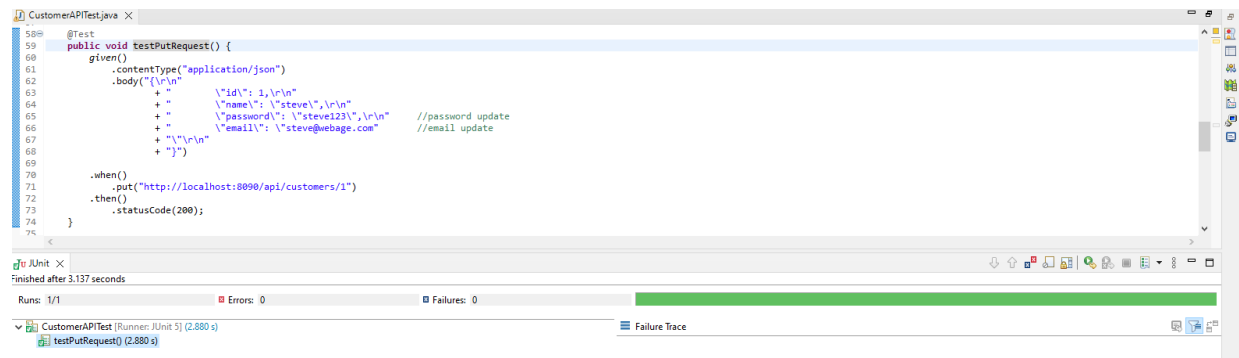 CustomerAPITest.java
58 @Test
59 public void testPutRequest() {
60 given()
61 .contentType("application/json")
62 .body("{\r\n"
63 + " \"id\": 1,\r\n"
64 + " \"name\": \"steve\",\r\n"
65 + " \"password\": \"steve123\",\r\n" //password update
66 + " \"email\": \"steve@webage.com" //email update
67 + "\"\r\n"
68 + "}")
69
70 .when()
71 .put("http://localhost:8090/api/customers/1")
72 .then()
73 .statusCode(200);
74 }
75
JUnit
Finished after 3.137 seconds
Runs: 1/1 Errors: 0 Failures: 0
CustomerAPITest [Runner: JUnit 5] (2.880 s) Failure Trace
testPutRequest() (2.880 s)